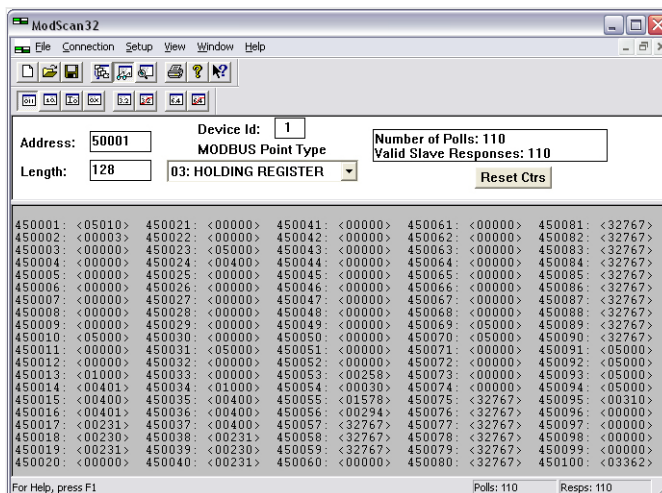 ModScan32
File Connection Setup View Window Help
Address: 50001
Device Id: 1
MODBUS Point Type
Length: 128
03: HOLDING REGISTER
Number of Polls: 110
Valid Slave Responses: 110
Reset Ctrs
450001: <05010> 450021: <00000> 450041: <00000> 450061: <00000> 450081: <32767>
450002: <00003> 450022: <00000> 450042: <00000> 450062: <00000> 450082: <32767>
450003: <00000> 450023: <05000> 450043: <00000> 450063: <00000> 450083: <32767>
450004: <00000> 450024: <00400> 450044: <00000> 450064: <00000> 450084: <32767>
450005: <00000> 450025: <00000> 450045: <00000> 450065: <00000> 450085: <32767>
450006: <00000> 450026: <00000> 450046: <00000> 450066: <00000> 450086: <32767>
450007: <00000> 450027: <00000> 450047: <00000> 450067: <00000> 450087: <32767>
450008: <00000> 450028: <00000> 450048: <00000> 450068: <00000> 450088: <32767>
450009: <00000> 450029: <00000> 450049: <00000> 450069: <05000> 450089: <32767>
450010: <05000> 450030: <00000> 450050: <00000> 450070: <05000> 450090: <32767>
450011: <00000> 450031: <05000> 450051: <00000> 450071: <00000> 450091: <05000>
450012: <00000> 450032: <00000> 450052: <00000> 450072: <00000> 450092: <05000>
450013: <01000> 450033: <00000> 450053: <00258> 450073: <00000> 450093: <05000>
450014: <00401> 450034: <01000> 450054: <00030> 450074: <00000> 450094: <05000>
450015: <00400> 450035: <00400> 450055: <01578> 450075: <32767> 450095: <00310>
450016: <00401> 450036: <00400> 450056: <00294> 450076: <32767> 450096: <00000>
450017: <00231> 450037: <00400> 450057: <32767> 450077: <32767> 450097: <00000>
450018: <00230> 450038: <00231> 450058: <32767> 450078: <32767> 450098: <00000>
450019: <00231> 450039: <00230> 450059: <32767> 450079: <32767> 450099: <00000>
450020: <00000> 450040: <00231> 450060: <00000> 450080: <32767> 450100: <03362>
For Help, press F1
Polls: 110
Resps: 110